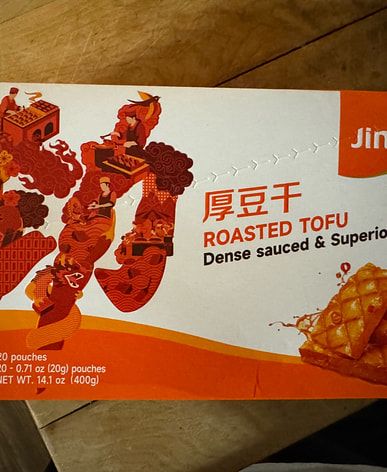 Jin
厚豆干
ROASTED TOFU
Dense sauced & Superio
20 pouches
20 - 0.71 oz (20g) pouches
NET WT. 14.1 oz (400g)